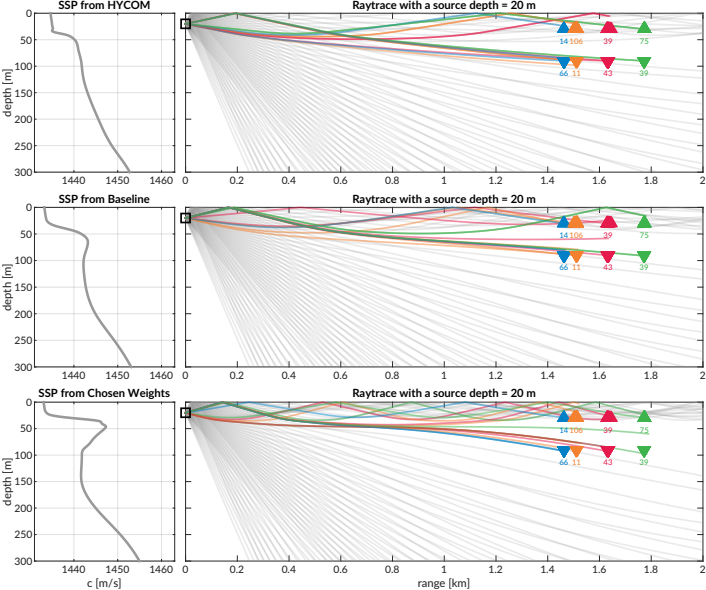 SSP from HYCOM
Raytrace with a source depth = 20 m
depth [m]
0
50
100
150
200
250
300
1440 1450 1460
0 0.2 0.4 0.6 0.8 1 1.2 1.4 1.6 1.8 2
14 106 39 75
66 11 43 39
SSP from Baseline
Raytrace with a source depth = 20 m
depth [m]
0
50
100
150
200
250
300
1440 1450 1460
0 0.2 0.4 0.6 0.8 1 1.2 1.4 1.6 1.8 2
14 106 39 75
66 11 43 39
SSP from Chosen Weights
Raytrace with a source depth = 20 m
depth [m]
0
50
100
150
200
250
300
1440 1450 1460
c [m/s]
0 0.2 0.4 0.6 0.8 1 1.2 1.4 1.6 1.8 2
range [km]
14 106 39 75
66 11 43 39